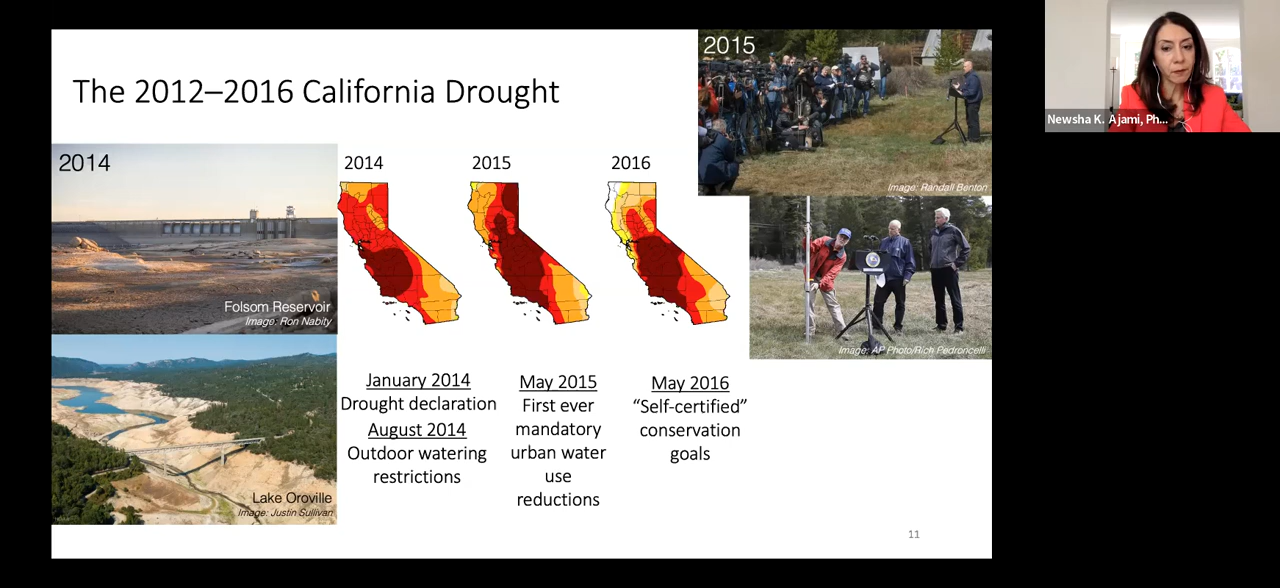 The 2012–2016 California Drought
2014
Folsom Reservoir
Image: Ron Nabity
Lake Oroville
Image: Justin Sullivan
2014
2015
2016
January 2014
Drought declaration
August 2014
Outdoor watering
restrictions
May 2015
First ever
mandatory
urban water
use
reductions
May 2016
“Self-certified”
conservation
goals
2015
Image: Randall Benton
Image: AP Photo/Rich Pedroncelli
11
Newsha K. Ajami, Ph...